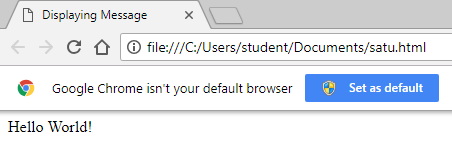 Displaying Message
file:///C:/Users/student/Documents/satu.html
Google Chrome isn't your default browser Set as default
Hello World!